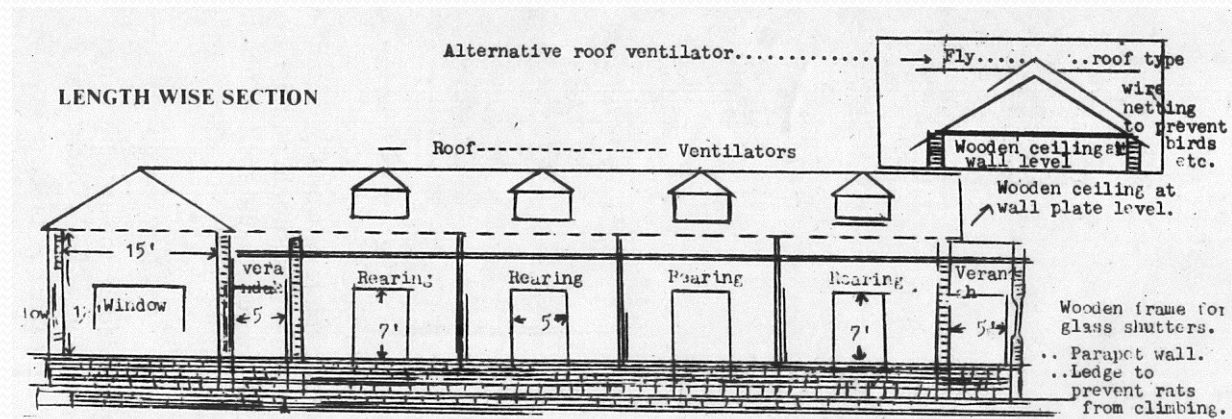 Alternative roof ventilator............ Fly...... ..roof type
LENGTH WISE SECTION
wire
netting
to prevent
birds
etc.
Wooden ceiling at
wall level
Roof------------------ Ventilators
Wooden ceiling at
wall plate level.
15'
vera
ndah
Rearing
Rearing
Rearing
Rearing
Veran
Window
5
7'
5'
7'
5'
Wooden frame for
glass shutters.
.. Parapet wall.
..Ledge to
prevent rats
from climbing